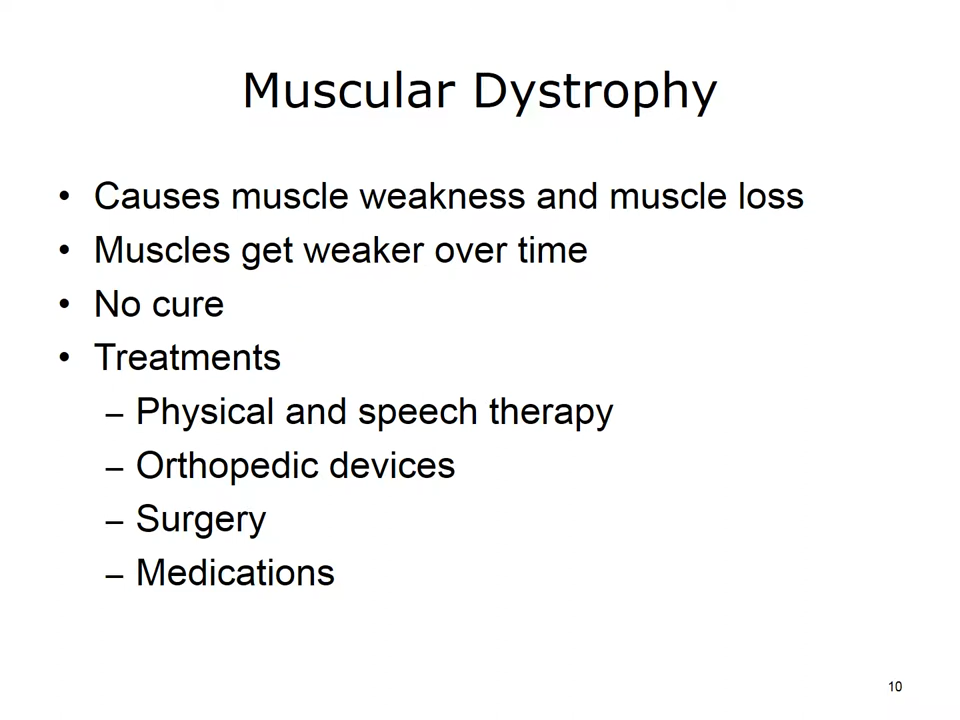 Muscular Dystrophy
• Causes muscle weakness and muscle loss
• Muscles get weaker over time
• No cure
• Treatments
– Physical and speech therapy
– Orthopedic devices
– Surgery
– Medications
10